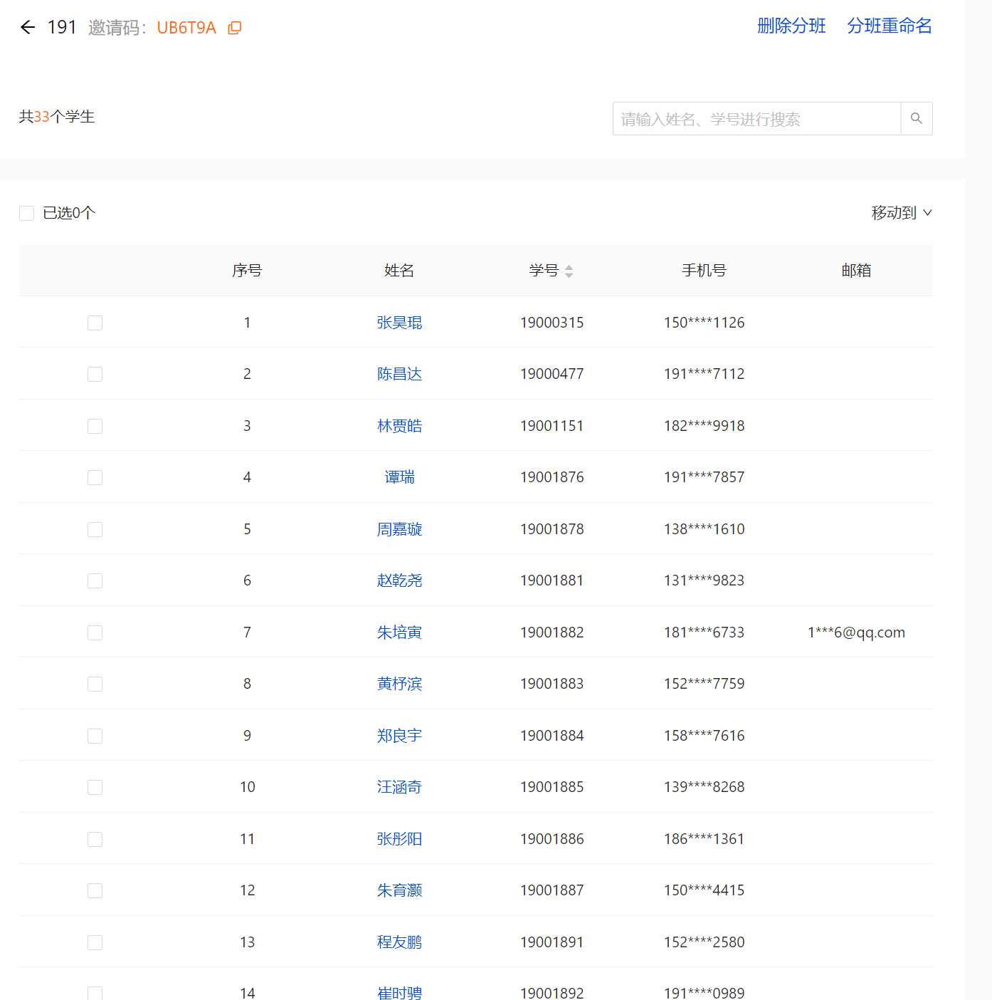 191 邀请码: UB6T9A 删除分班 分班重命名
共33个学生 请输入姓名、学号进行搜索
已选0个 移动到
序号 姓名 学号 手机号 邮箱
1 张昊琨 19000315 150****1126
2 陈昌达 19000477 191****7112
3 林贾皓 19001151 182****9918
4 谭瑞 19001876 191****7857
5 周嘉璇 19001878 138****1610
6 赵乾尧 19001881 131****9823
7 朱培寅 19001882 181****6733 1***6@qq.com
8 黄杼滨 19001883 152****7759
9 郑良宇 19001884 158****7616
10 汪涵奇 19001885 139****8268
11 张彤阳 19001886 186****1361
12 朱育灏 19001887 150****4415
13 程友鹏 19001891 152****2580
14 崔时骋 19001892 191****0989